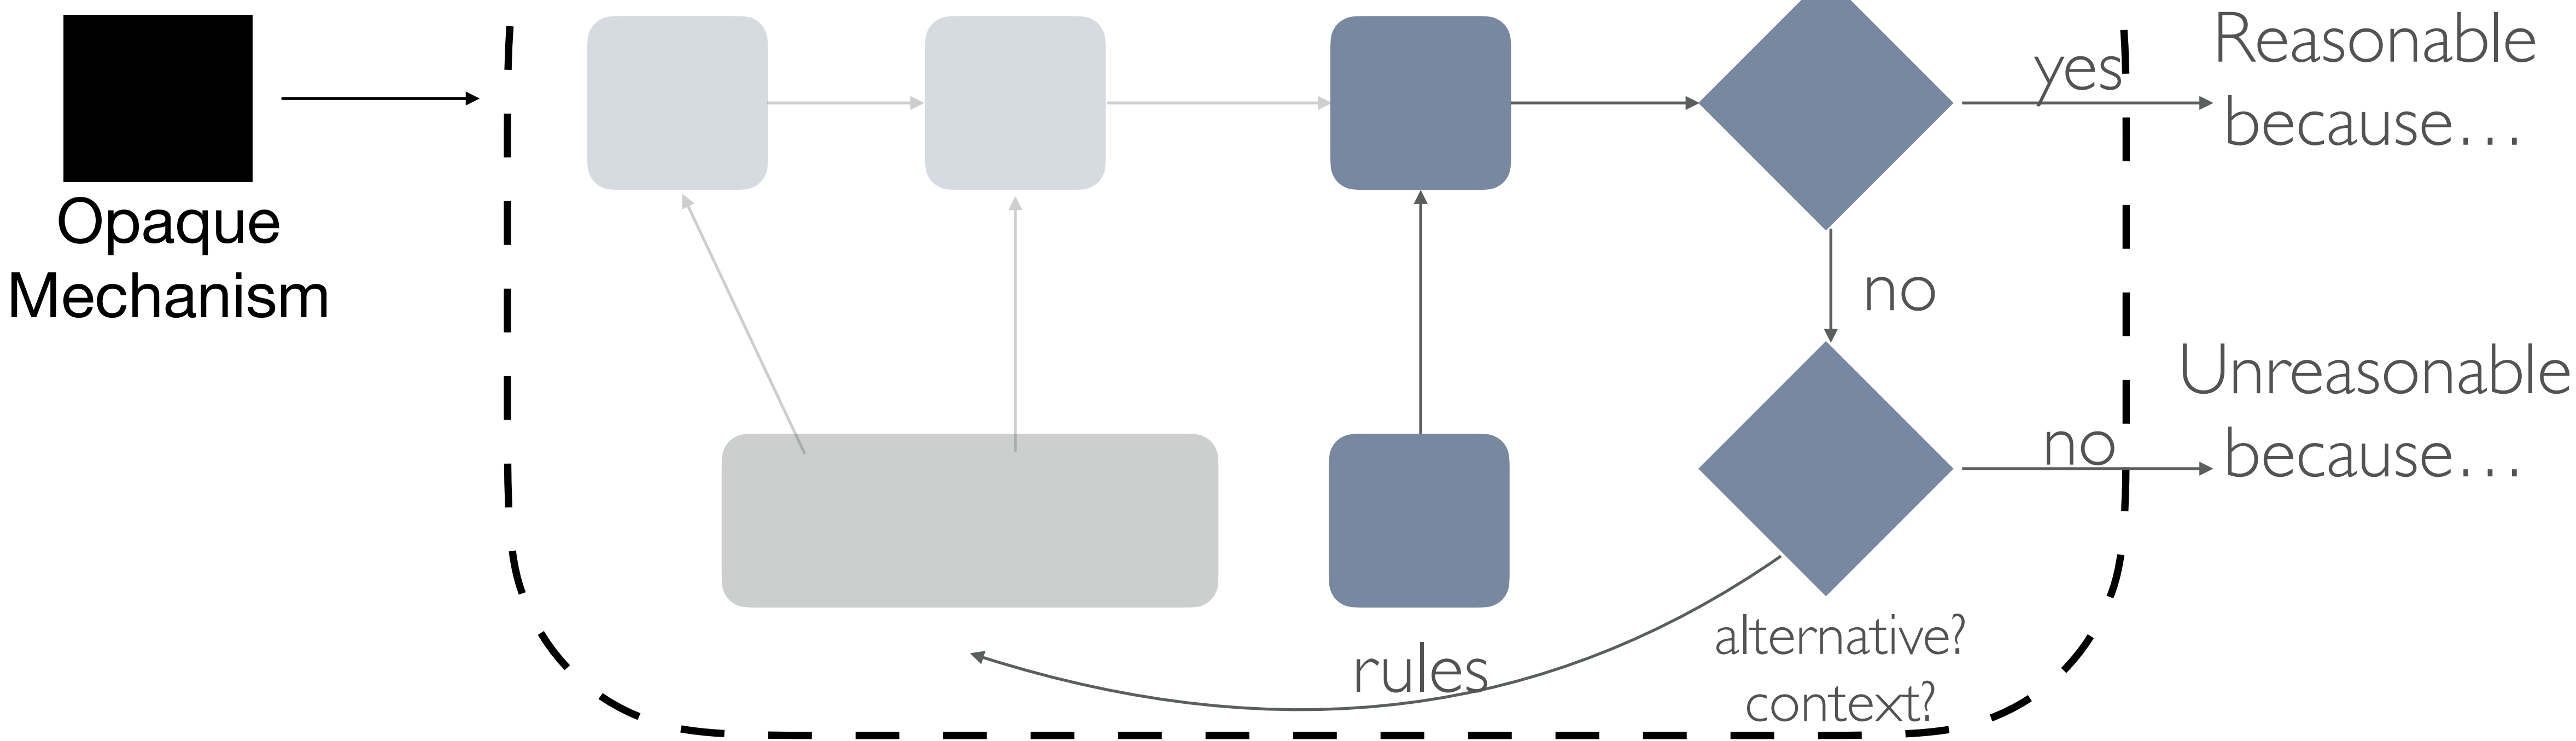 Opaque
Mechanism
yes
Reasonable
because…
no
Unreasonable
because…
no
alternative?
context?
rules